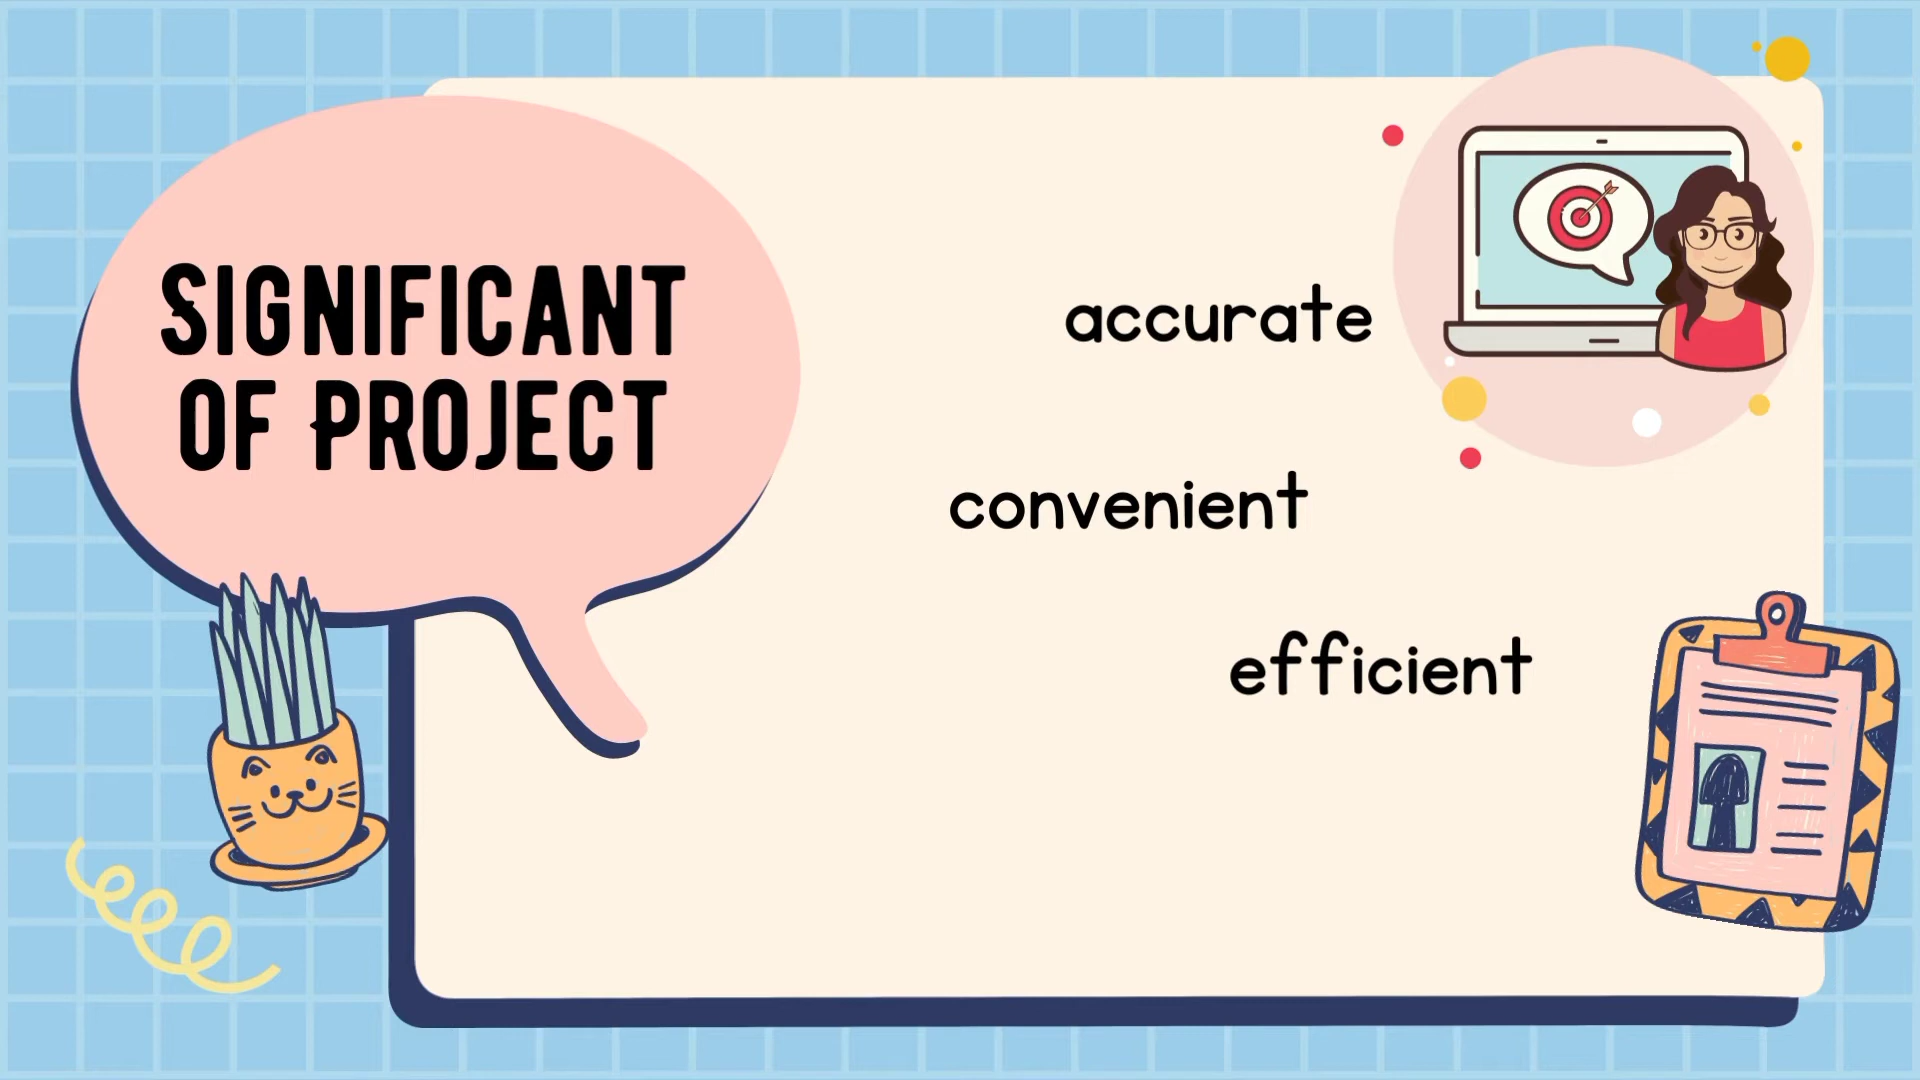 SIGNIFICANT
OF PROJECT
accurate
convenient
efficient